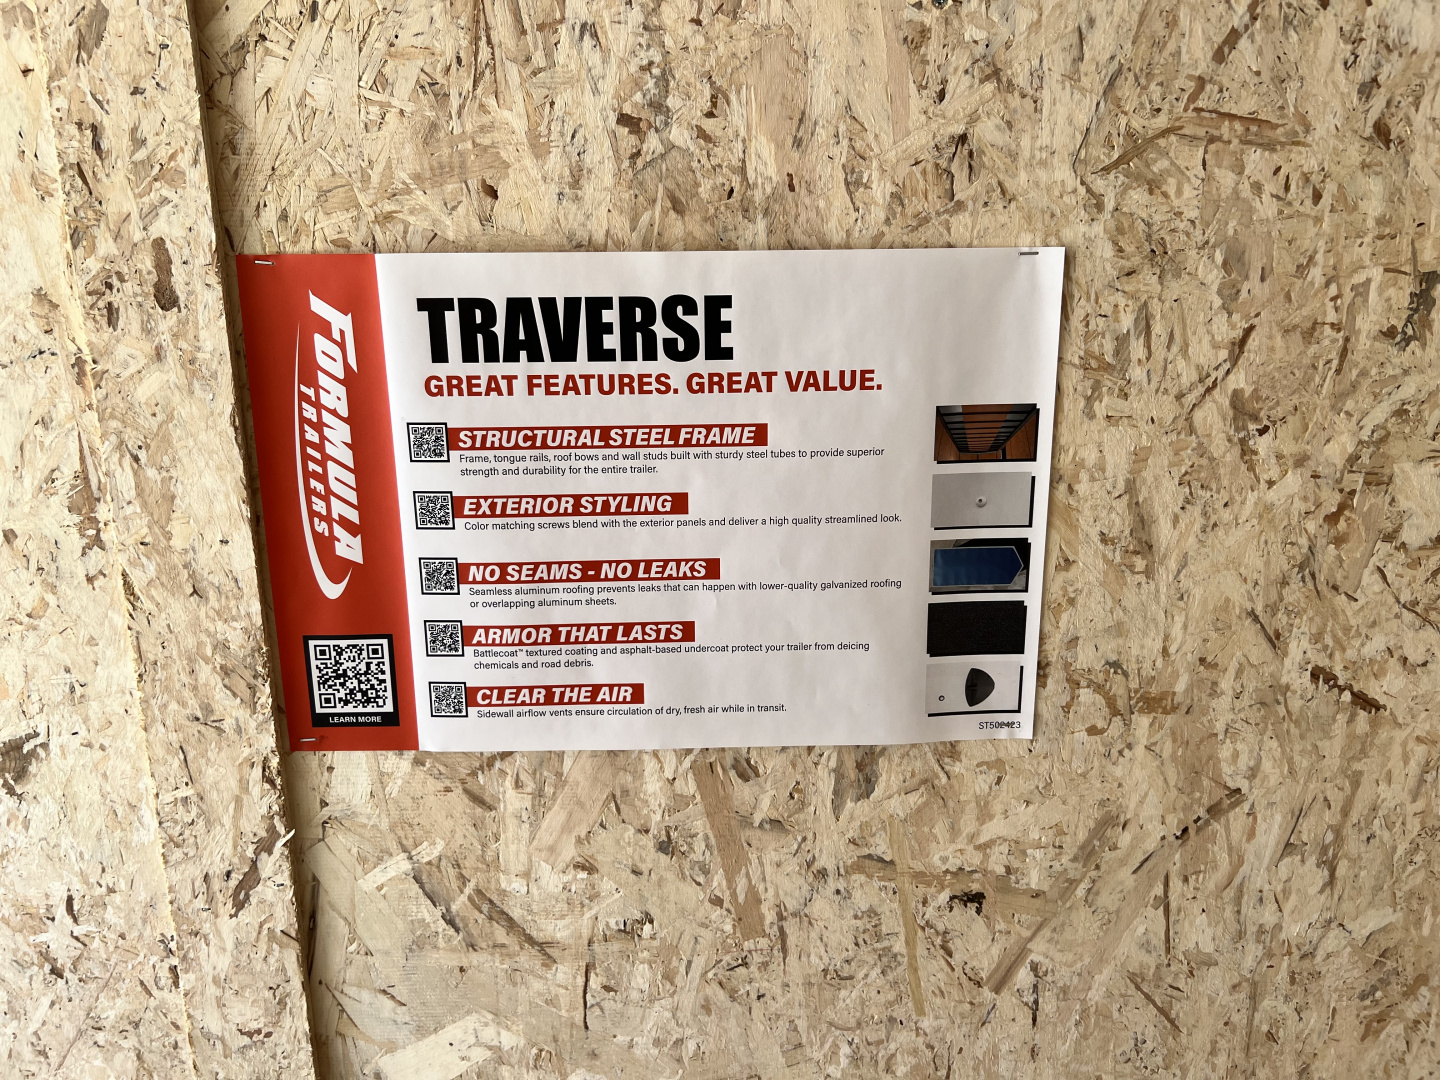 FORMULA
TRAILERS
LEARN MORE
TRAVERSE
GREAT FEATURES. GREAT VALUE.
STRUCTURAL STEEL FRAME
Frame, tongue rails, roof bows and wall studs built with sturdy steel tubes to provide superior
strength and durability for the entire trailer.
EXTERIOR STYLING
Color matching screws blend with the exterior panels and deliver a high quality streamlined look.
NO SEAMS - NO LEAKS
Seamless aluminum roofing prevents leaks that can happen with lower-quality galvanized roofing
or overlapping aluminum sheets.
ARMOR THAT LASTS
Battlecoat™ textured coating and asphalt-based undercoat protect your trailer from deicing
chemicals and road debris.
CLEAR THE AIR
Sidewall airflow vents ensure circulation of dry, fresh air while in transit.
ST502423